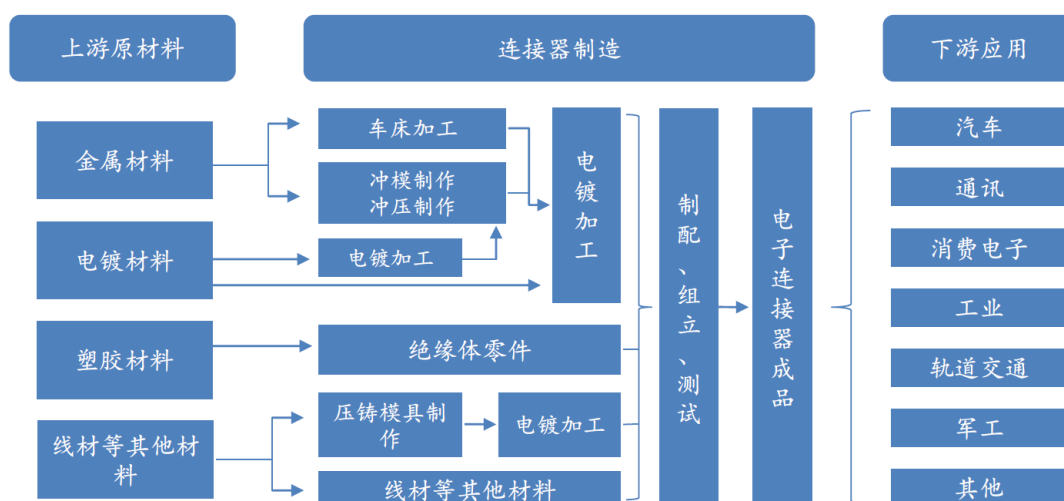 上游原材料
连接器制造
下游应用
金属材料
电镀材料
塑胶材料
线材等其他材
料
车床加工
冲模制作
冲压制作
电镀加工
电镀加工
绝缘体零件
压铸模具制
作
电镀加工
线材等其他材料
制配、组立、测试
电子连接器成品
汽车
通讯
消费电子
工业
轨道交通
军工
其他